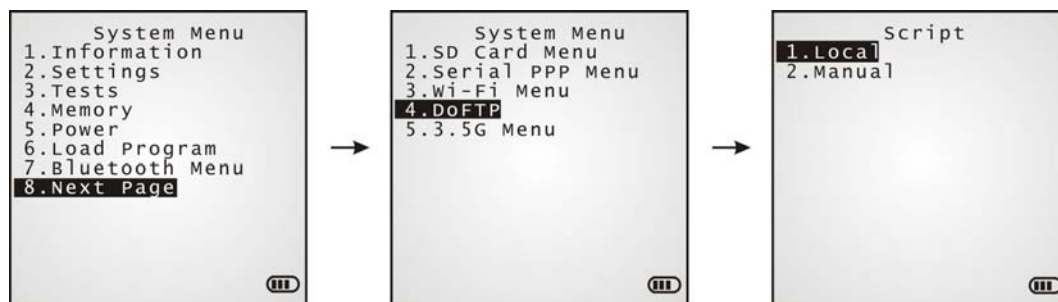 System Menu
1.Information
2.Settings
3.Tests
4.Memory
5.Power
6.Load Program
7.Bluetooth Menu
8.Next Page
System Menu
1.SD Card Menu
2.Serial PPP Menu
3.Wi-Fi Menu
4.DoFTP
5.3.5G Menu
Script
1.Local
2.Manual